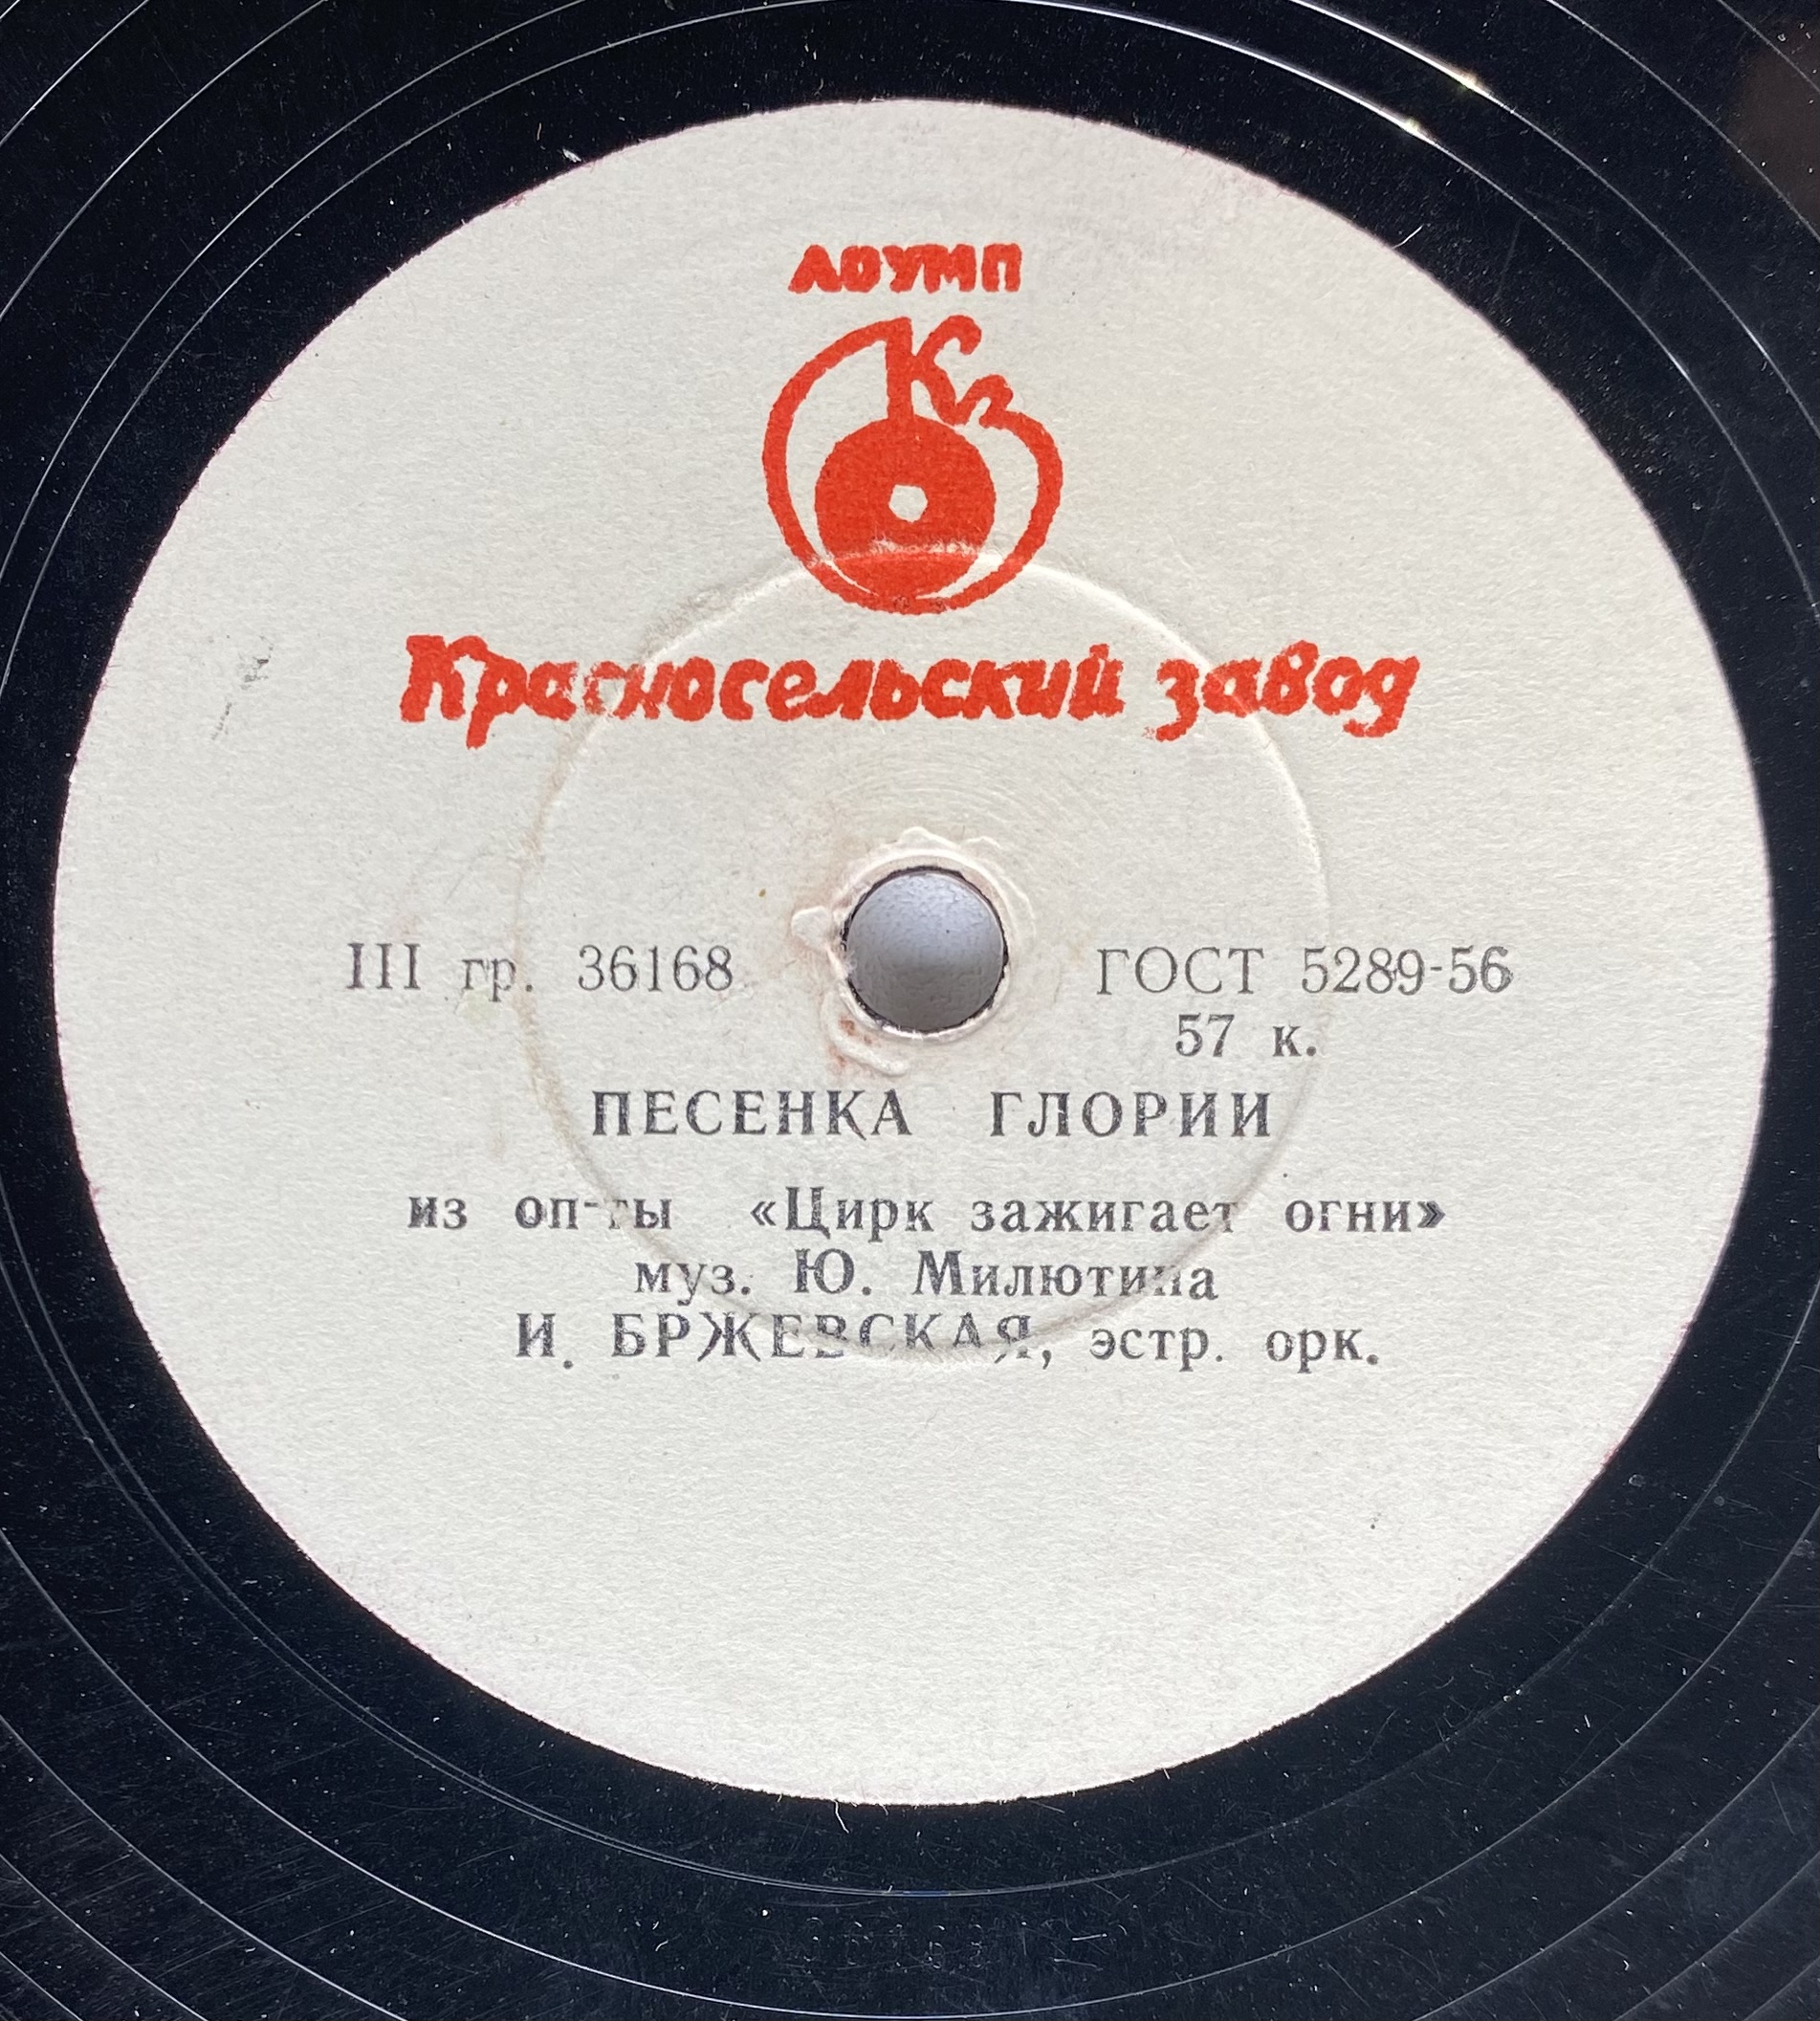 ЛОУМП
Кз
Красносельский завод
III гр. 36168 ГОСТ 5289-56
57 к.
ПЕСЕНКА ГЛОРИИ
из оп-ты «Цирк зажигает огни»
муз. Ю. Милютина
И. БРЖЕВСКАЯ, эстр. орк.